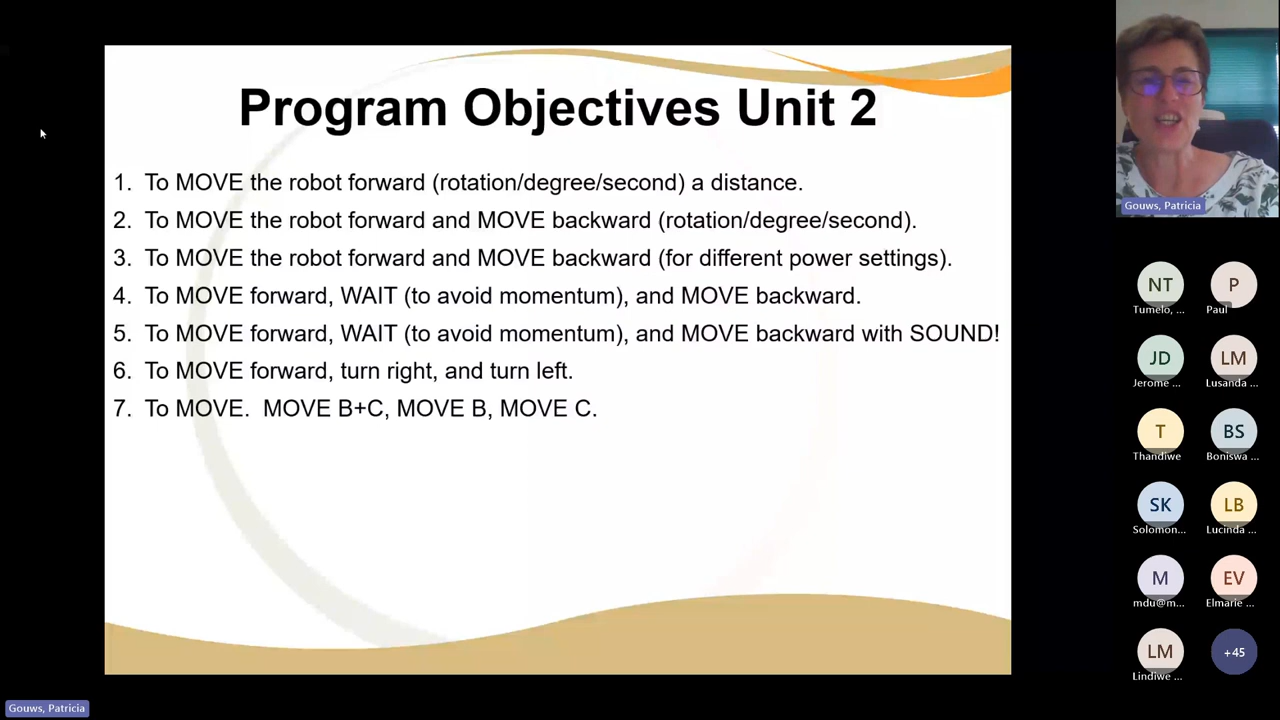 Program Objectives Unit 2
1. To MOVE the robot forward (rotation/degree/second) a distance.
2. To MOVE the robot forward and MOVE backward (rotation/degree/second).
3. To MOVE the robot forward and MOVE backward (for different power settings).
4. To MOVE forward, WAIT (to avoid momentum), and MOVE backward.
5. To MOVE forward, WAIT (to avoid momentum), and MOVE backward with SOUND!
6. To MOVE forward, turn right, and turn left.
7. To MOVE. MOVE B+C, MOVE B, MOVE C.
Gouws, Patricia
NT P
Tumelo, ... Paul
JD LM
Jerome ... Lusanda ...
T BS
Thandiwe Boniswa ...
SK LB
Solomon... Lucinda ...
M EV
mdu@m... Elmarie ...
LM +45
Lindiwe ...
Gouws, Patricia